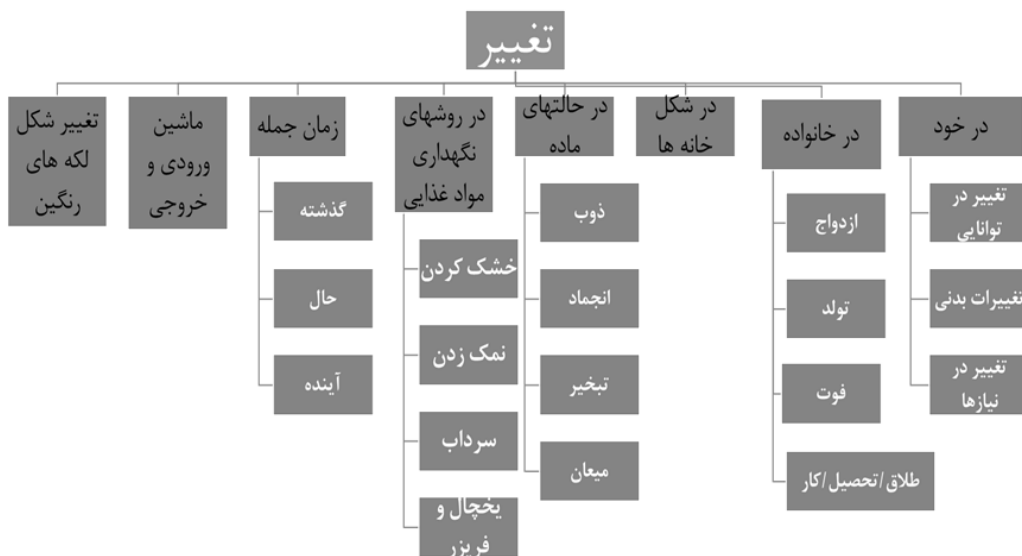 تغییر
در خود
تغییر در
توانایی
تغییرات بدنی
تغییر در
نیازها
در خانواده
ازدواج
تولد
فوت
طلاق/تحصیل/کار
در شکل
خانه ها
در حالتهای
ماده
ذوب
انجماد
تبخیر
میعان
در روشهای
نگهداری
مواد غذایی
خشک کردن
نمک زدن
سرداب
یخچال و
فریزر
زمان جمله
گذشته
حال
آینده
ماشین
ورودی و
خروجی
تغییر شکل
لکه های
رنگین